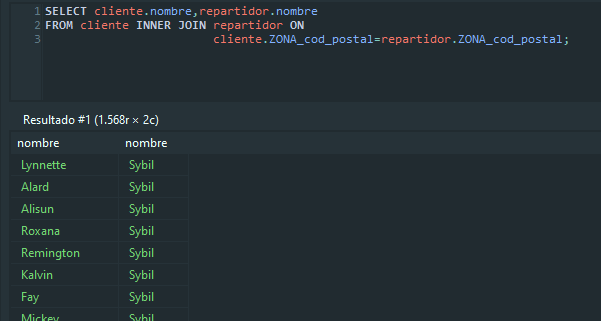 1 SELECT cliente.nombre,repartidor.nombre
2 FROM cliente INNER JOIN repartidor ON
3 cliente.ZONA_cod_postal=repartidor.ZONA_cod_postal;
Resultado #1 (1.568r × 2c)
nombre nombre
Lynnette Sybil
Alard Sybil
Alisun Sybil
Roxana Sybil
Remington Sybil
Kalvin Sybil
Fay Sybil
Mickey Sybil